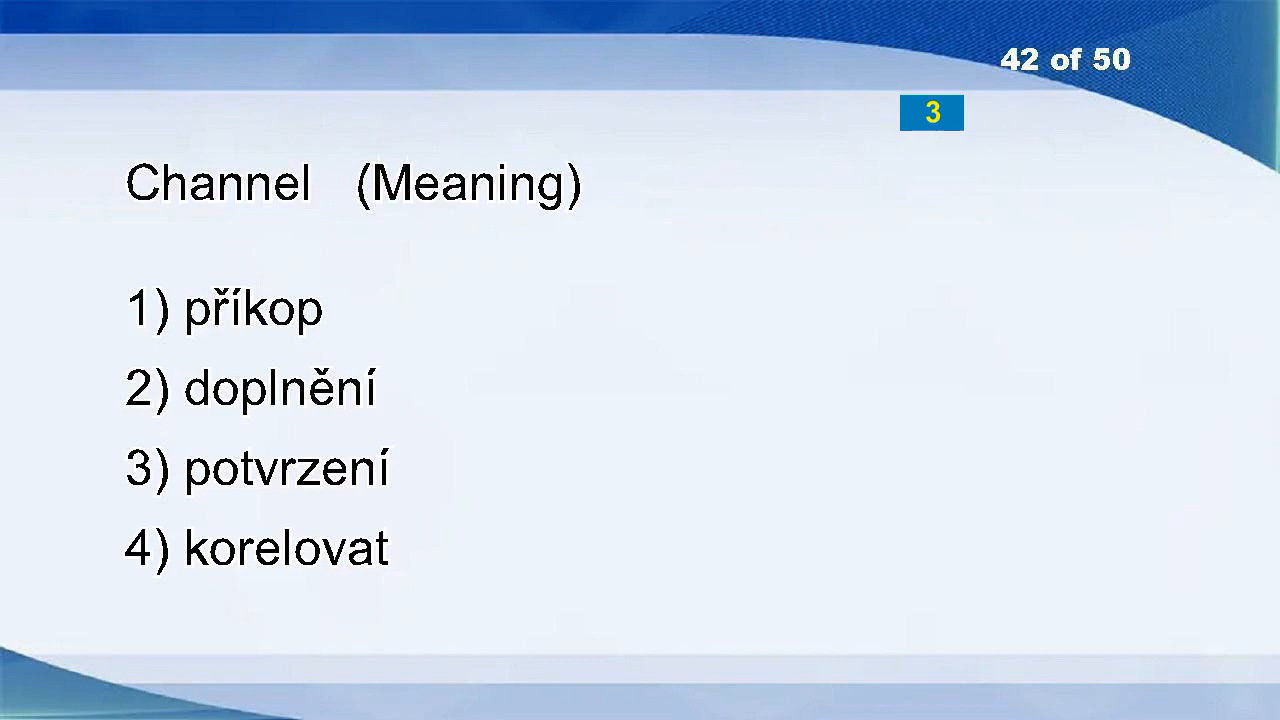 42 of 50
3
Channel (Meaning)
1) příkop
2) doplnění
3) potvrzení
4) korelovat